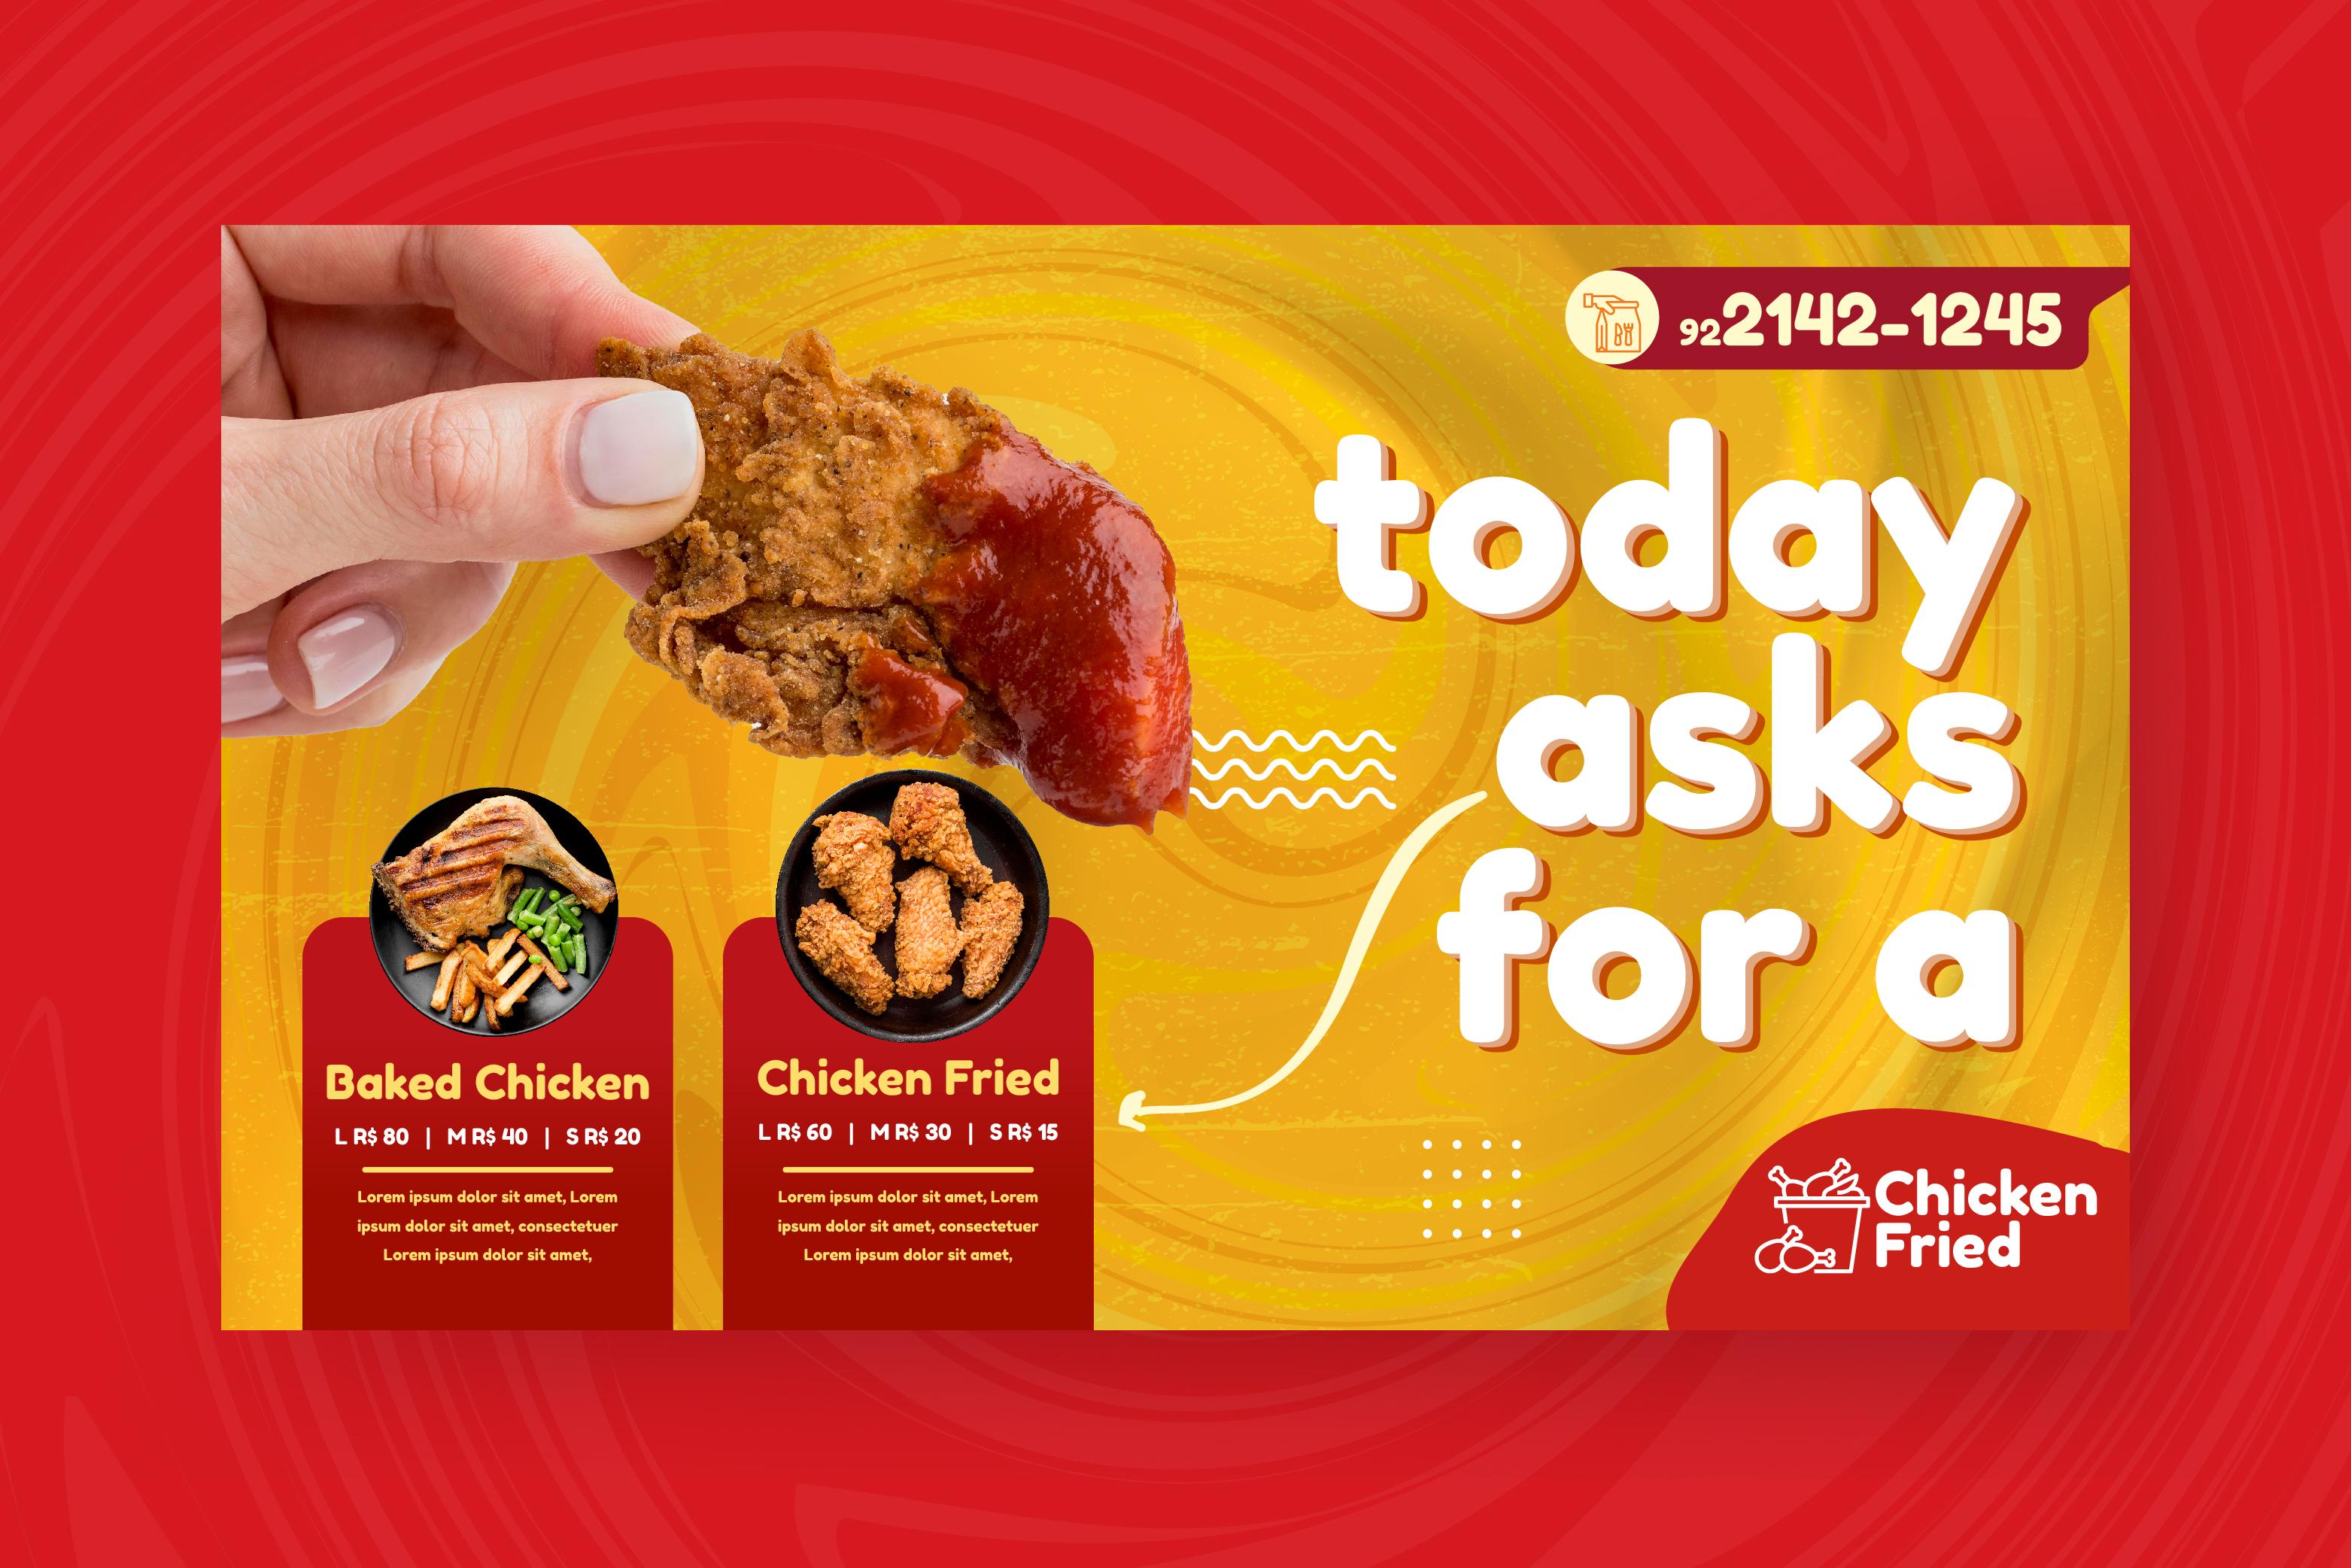 92 2142-1245
today
asks
for a
Baked Chicken
L R$ 80 | M R$ 40 | S R$ 20
Lorem ipsum dolor sit amet, Lorem
ipsum dolor sit amet, consectetuer
Lorem ipsum dolor sit amet,
Chicken Fried
L R$ 60 | M R$ 30 | S R$ 15
Lorem ipsum dolor sit amet, Lorem
ipsum dolor sit amet, consectetuer
Lorem ipsum dolor sit amet,
Chicken
Fried